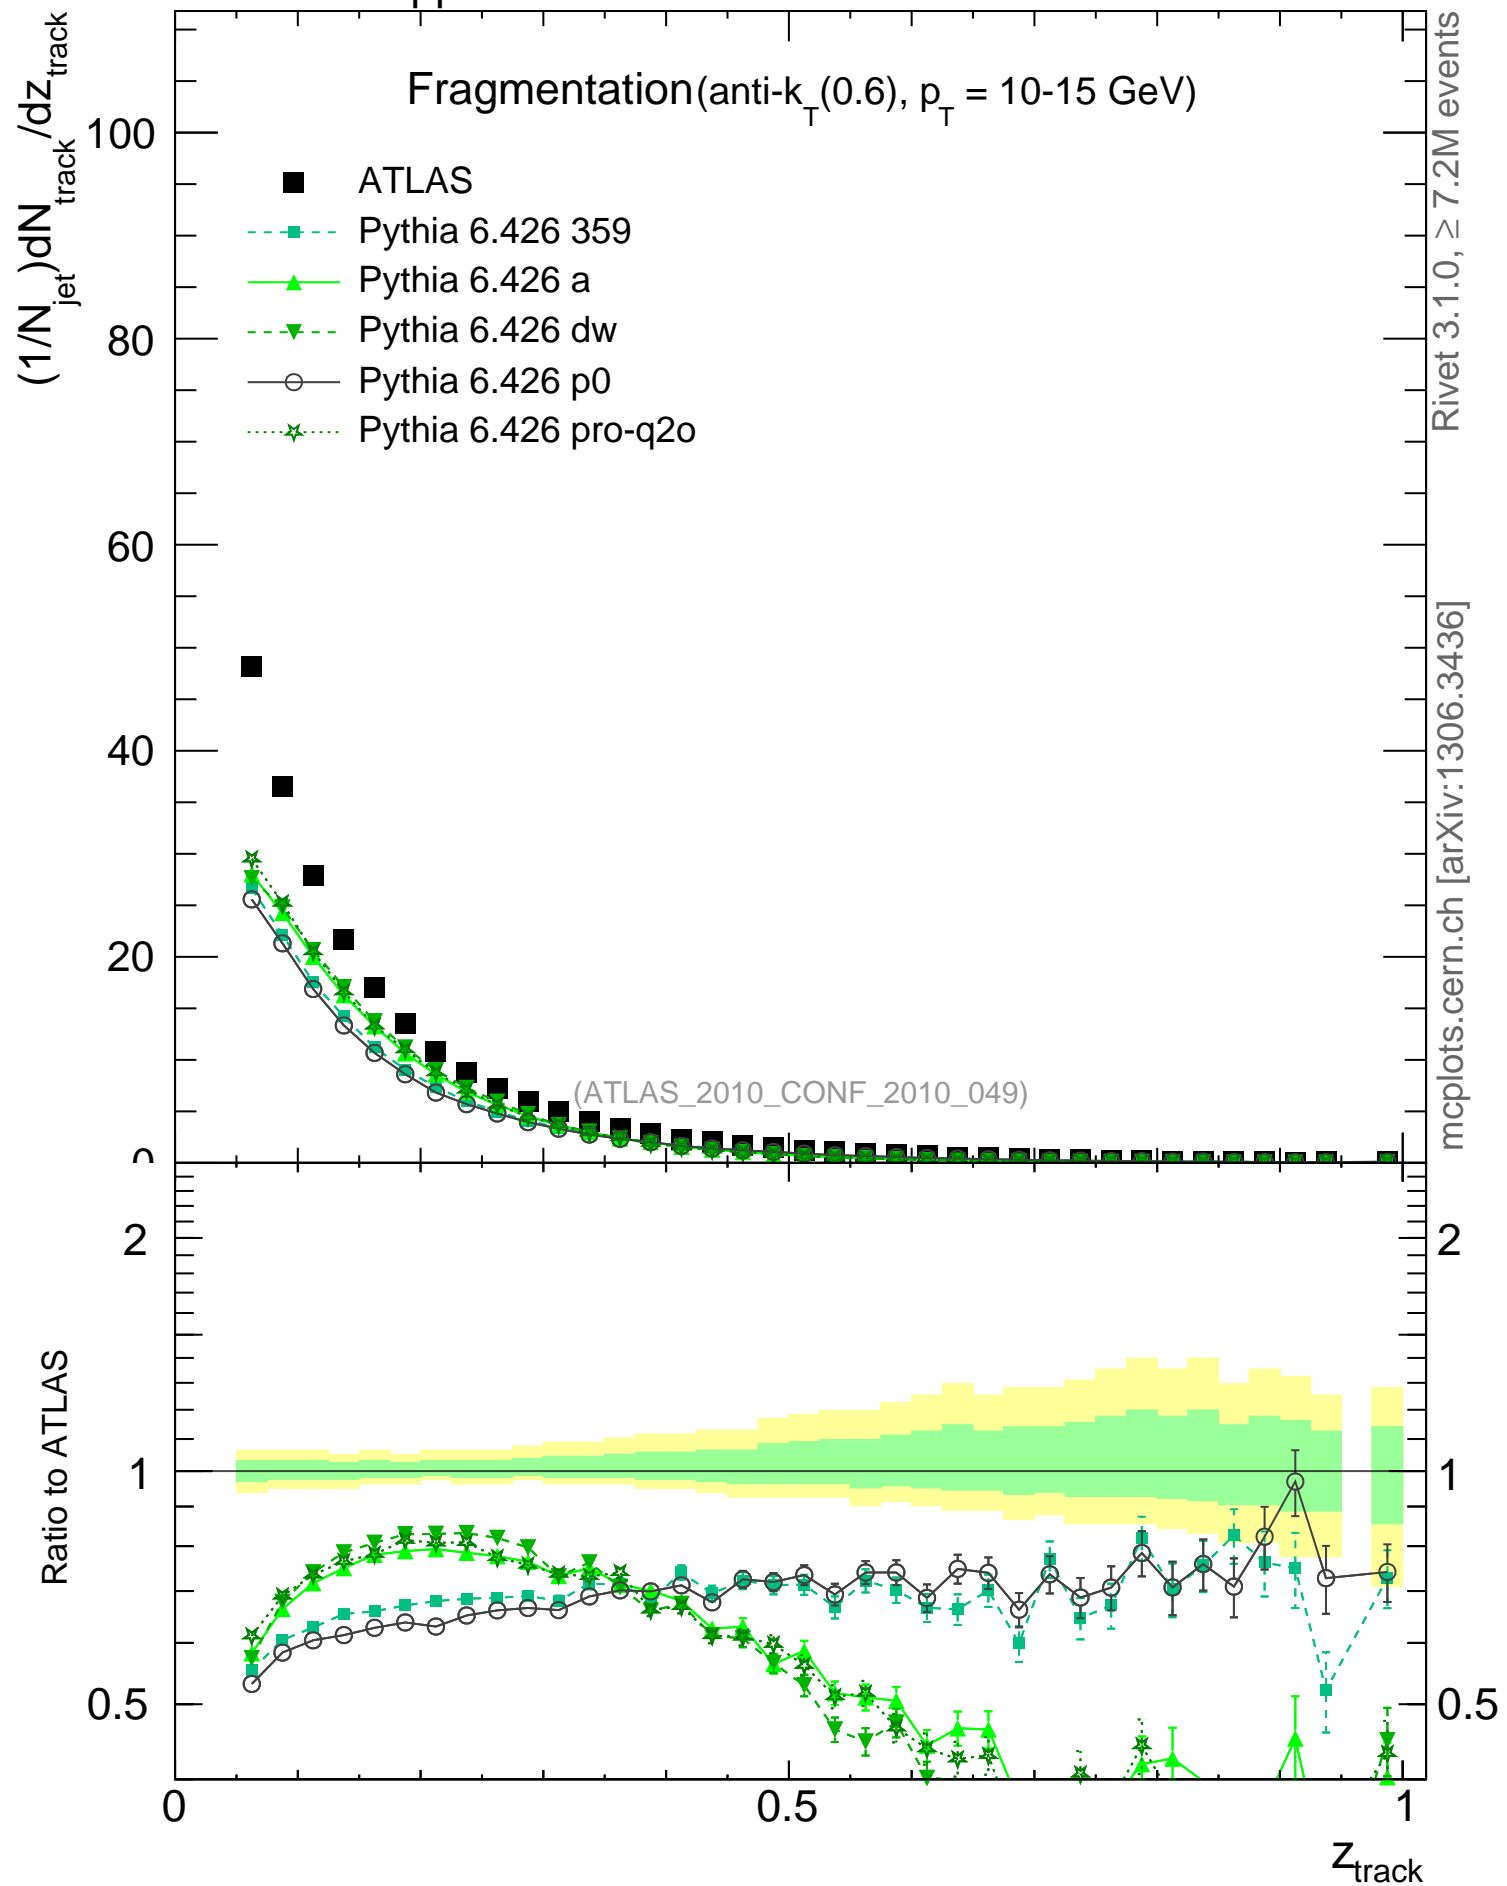 Fragmentation (anti-k_T(0.6), p_T = 10-15 GeV)
(1/N_jet)dN_track/dz_track
100
80
60
40
20
0
ATLAS
Pythia 6.426 359
Pythia 6.426 a
Pythia 6.426 dw
Pythia 6.426 p0
Pythia 6.426 pro-q2o
(ATLAS_2010_CONF_2010_049)
Rivet 3.1.0, ≥ 7.2M events
mcplots.cern.ch [arXiv:1306.3436]
Ratio to ATLAS
2
1
0.5
2
1
0.5
0
0.5
1
z_track